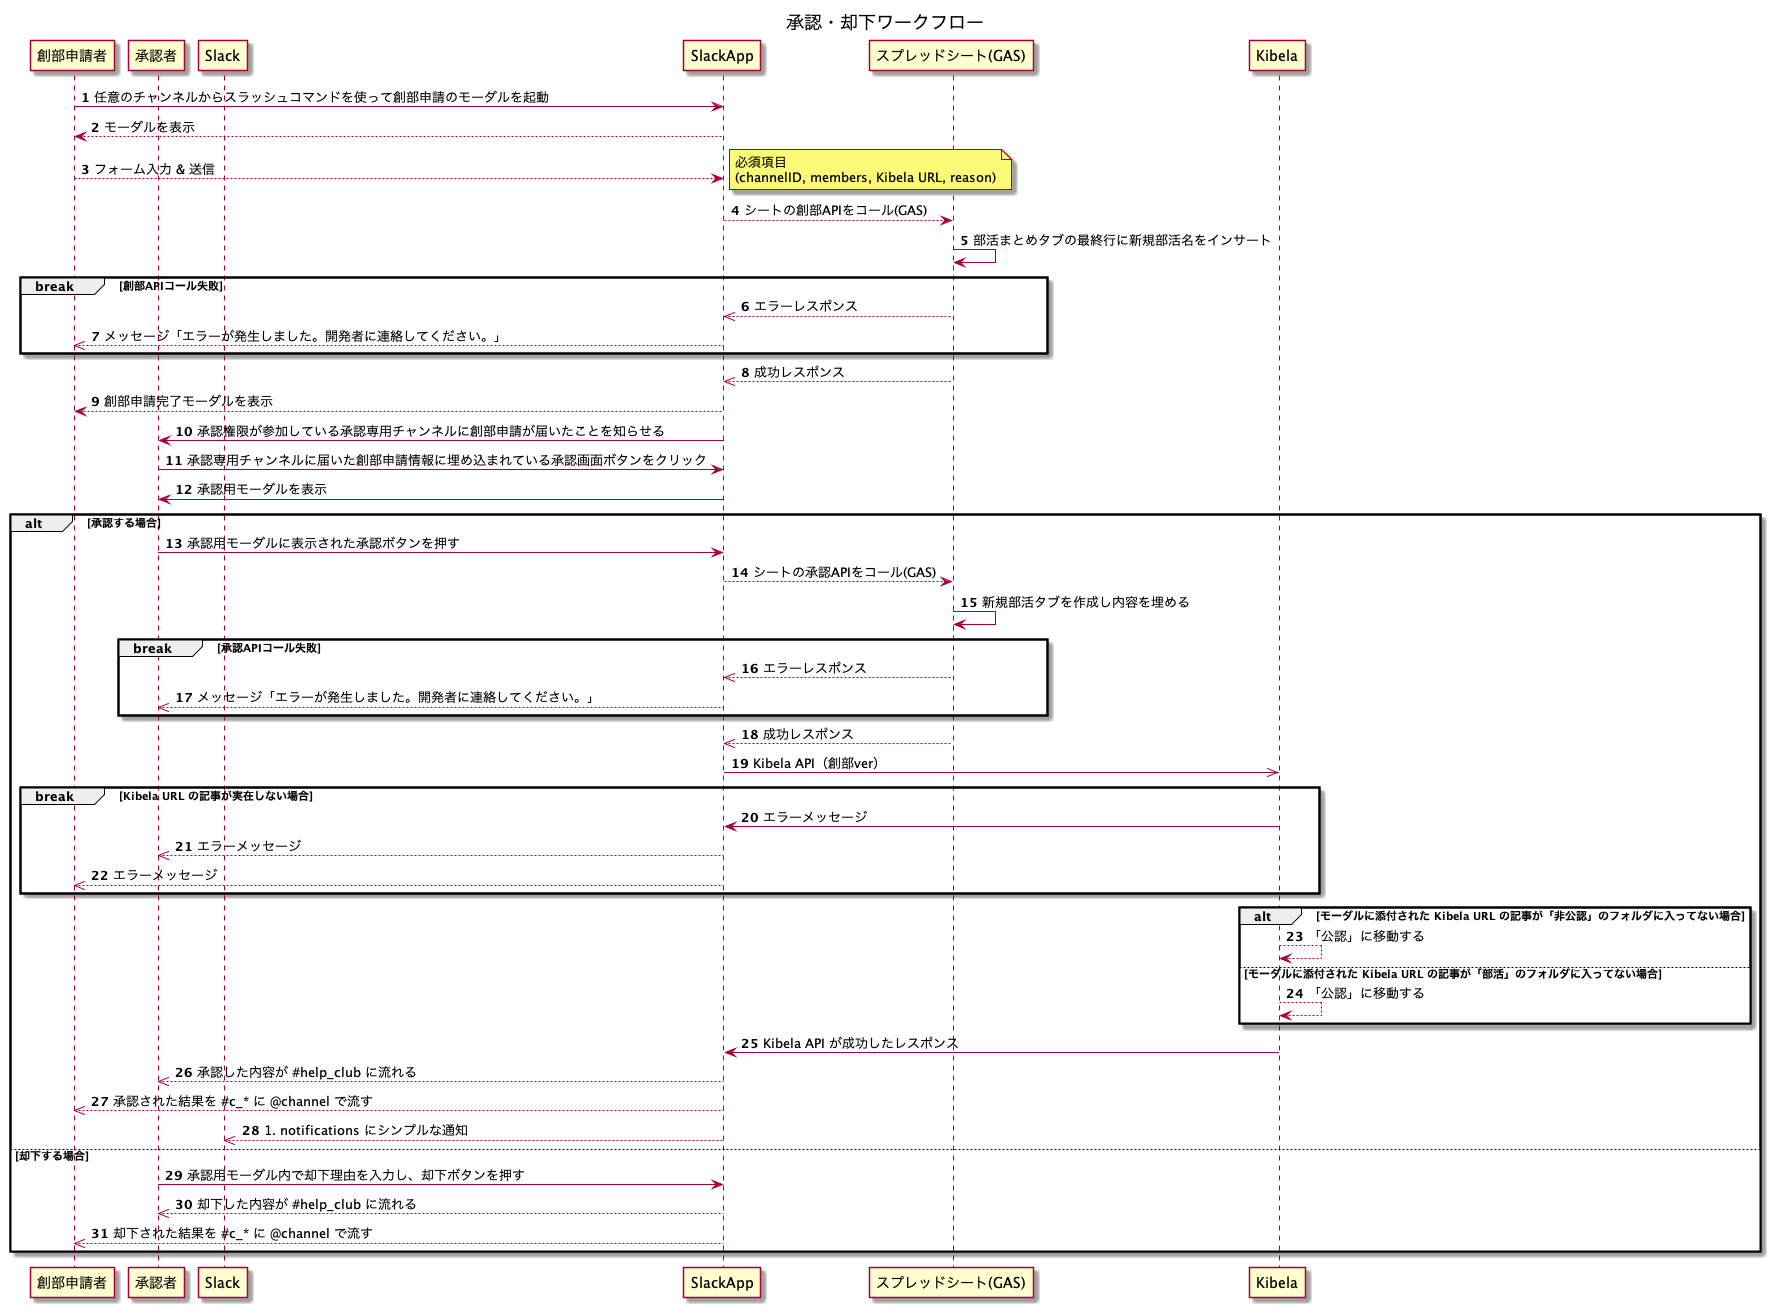 承認・却下ワークフロー
創部申請者
承認者
Slack
SlackApp
スプレッドシート(GAS)
Kibela
1 任意のチャンネルからスラッシュコマンドを使って創部申請のモーダルを起動
2 モーダルを表示
3 フォーム入力 & 送信
必須項目
(channelID, members, Kibela URL, reason)
4 シートの創部APIをコール(GAS)
5 部活まとめタブの最終行に新規部活名をインサート
break [創部APIコール失敗]
6 エラーレスポンス
7 メッセージ「エラーが発生しました。開発者に連絡してください。」
8 成功レスポンス
9 創部申請完了モーダルを表示
10 承認権限が参加している承認専用チャンネルに創部申請が届いたことを知らせる
11 承認専用チャンネルに届いた創部申請情報に埋め込まれている承認画面ボタンをクリック
12 承認用モーダルを表示
alt [承認する場合]
13 承認用モーダルに表示された承認ボタンを押す
14 シートの承認APIをコール(GAS)
15 新規部活タブを作成し内容を埋める
break [承認APIコール失敗]
16 エラーレスポンス
17 メッセージ「エラーが発生しました。開発者に連絡してください。」
18 成功レスポンス
19 Kibela API（創部ver）
break [Kibela URL の記事が実在しない場合]
20 エラーメッセージ
21 エラーメッセージ
22 エラーメッセージ
alt [モーダルに添付された Kibela URL の記事が「非公認」のフォルダに入ってない場合]
23 「公認」に移動する
[モーダルに添付された Kibela URL の記事が「部活」のフォルダに入ってない場合]
24 「公認」に移動する
25 Kibela API が成功したレスポンス
26 承認した内容が #help_club に流れる
27 承認された結果を #c_* に @channel で流す
28 1. notifications にシンプルな通知
[却下する場合]
29 承認用モーダル内で却下理由を入力し、却下ボタンを押す
30 却下した内容が #help_club に流れる
31 却下された結果を #c_* に @channel で流す
創部申請者
承認者
Slack
SlackApp
スプレッドシート(GAS)
Kibela